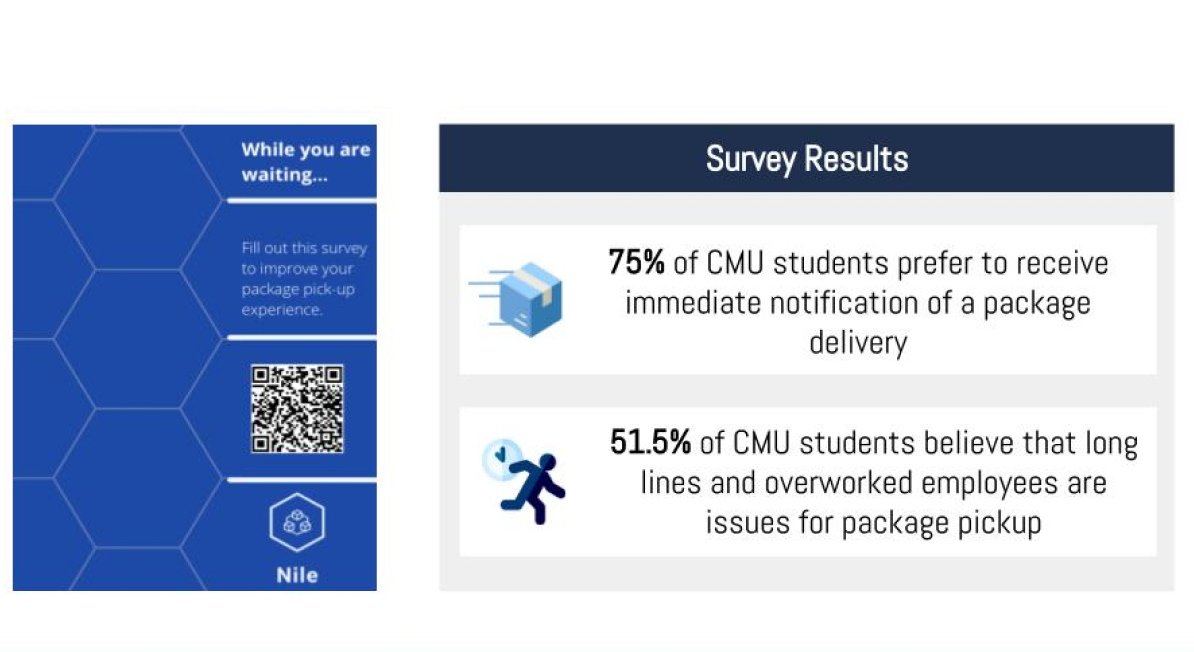 While you are
waiting...
Fill out this survey
to improve your
package pick-up
experience.
Nile
Survey Results
75% of CMU students prefer to receive
immediate notification of a package
delivery
51.5% of CMU students believe that long
lines and overworked employees are
issues for package pickup